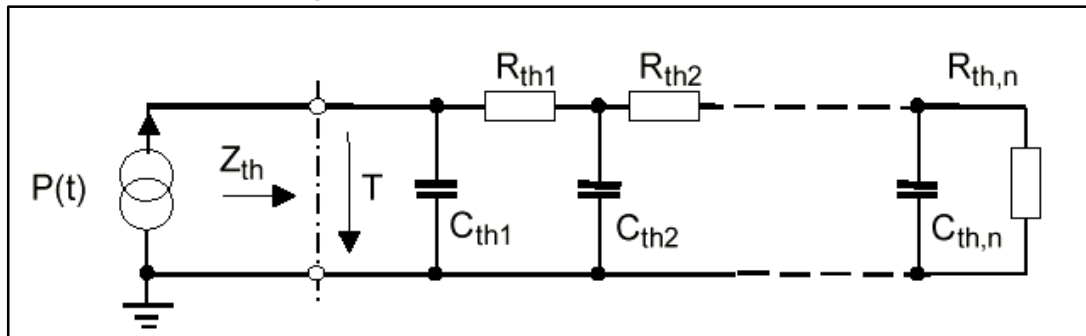 R_th1 R_th2 R_th,n
P(t) Z_th T C_th1 C_th2 C_th,n